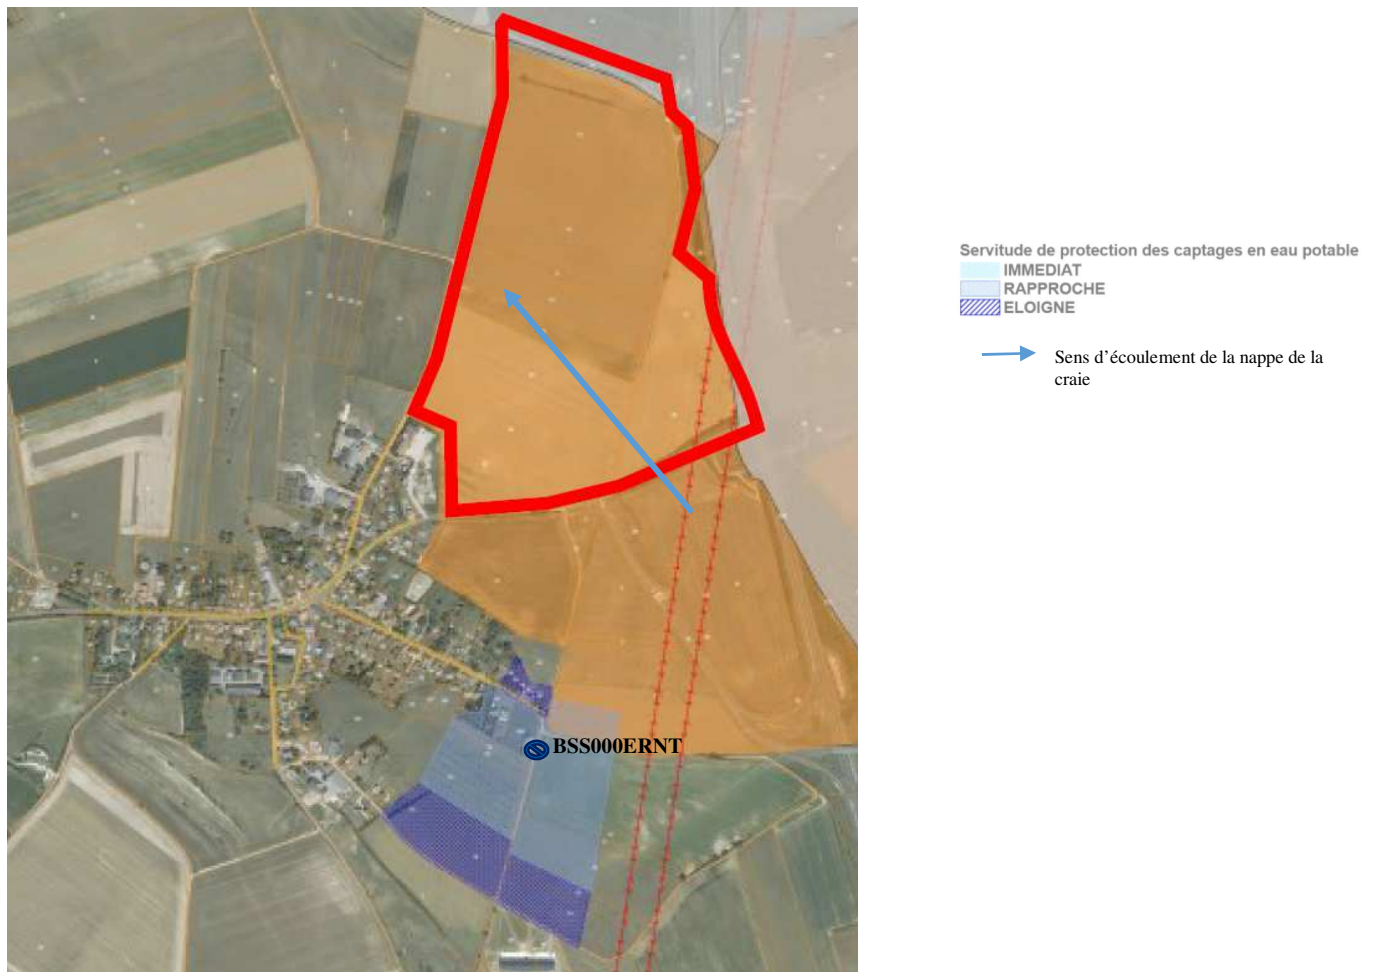 Servitude de protection des captages en eau potable
IMMEDIAT
RAPPROCHE
ELOIGNE
Sens d'écoulement de la nappe de la
craie
BSS000ERNT